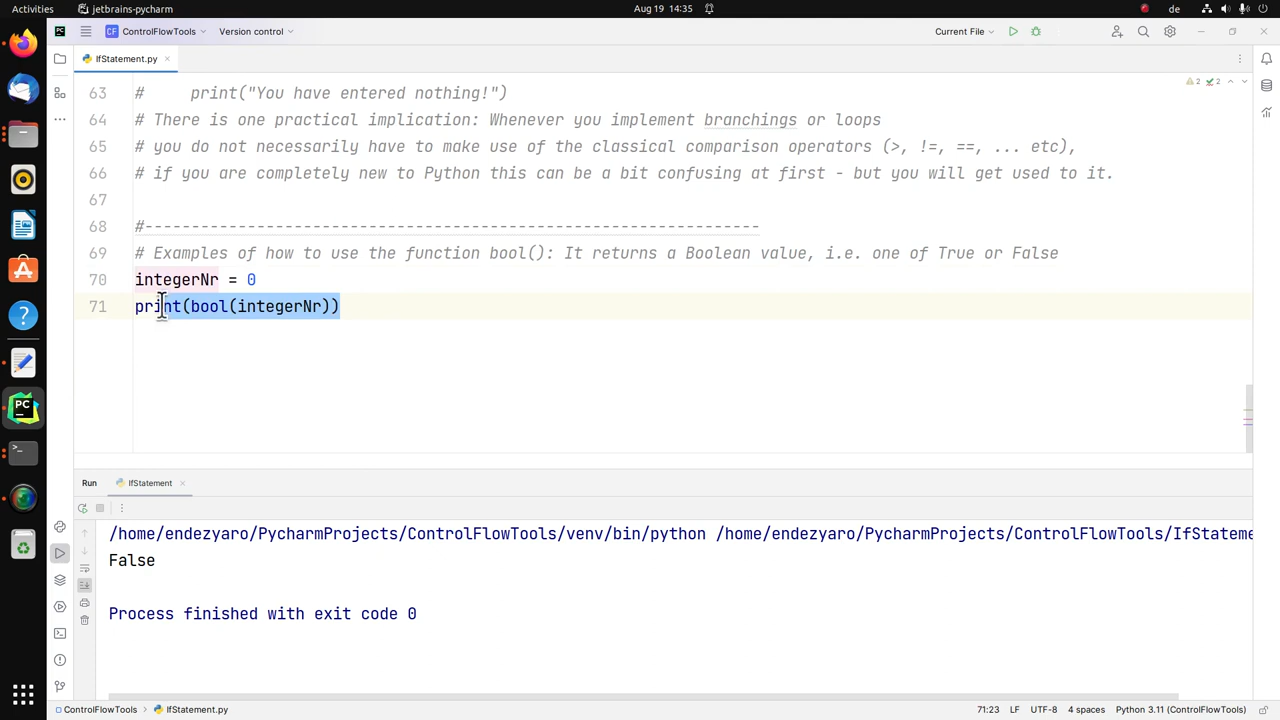 Activities
jetbrains-pycharm
Aug 19 14:35
de
CF ControlFlowTools
Version control
Current File
IfStatement.py
2 2
63 #     print("You have entered nothing!")
64 # There is one practical implication: Whenever you implement branchings or loops
65 # you do not necessarily have to make use of the classical comparison operators (>, !=, ==, ... etc),
66 # if you are completely new to Python this can be a bit confusing at first - but you will get used to it.
67
68 #------------------------------------------------------------------
69 # Examples of how to use the function bool(): It returns a Boolean value, i.e. one of True or False
70 integerNr = 0
71 print(bool(integerNr))
PC
Run
IfStatement
/home/endezyaro/PycharmProjects/ControlFlowTools/venv/bin/python /home/endezyaro/PycharmProjects/ControlFlowTools/IfStateme
False
Process finished with exit code 0
ControlFlowTools > IfStatement.py
71:23 LF UTF-8 4 spaces Python 3.11 (ControlFlowTools)